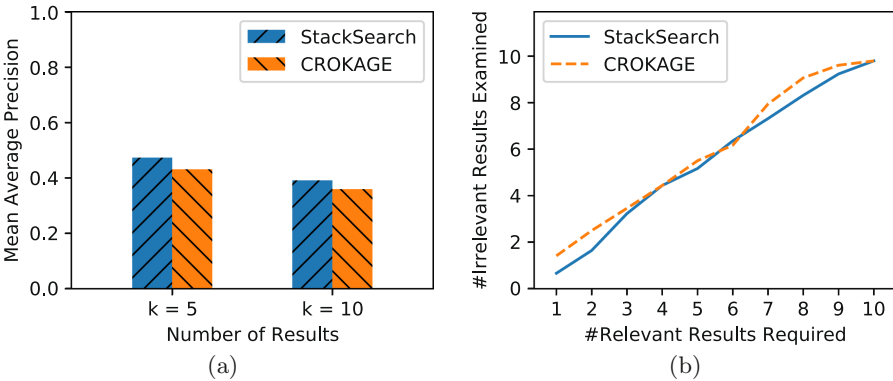 1.0
0.8
0.6
0.4
0.2
0.0
Mean Average Precision
StackSearch
CROKAGE
k = 5
k = 10
Number of Results
(a)
10
8
6
4
2
0
#Irrelevant Results Examined
StackSearch
CROKAGE
1 2 3 4 5 6 7 8 9 10
#Relevant Results Required
(b)